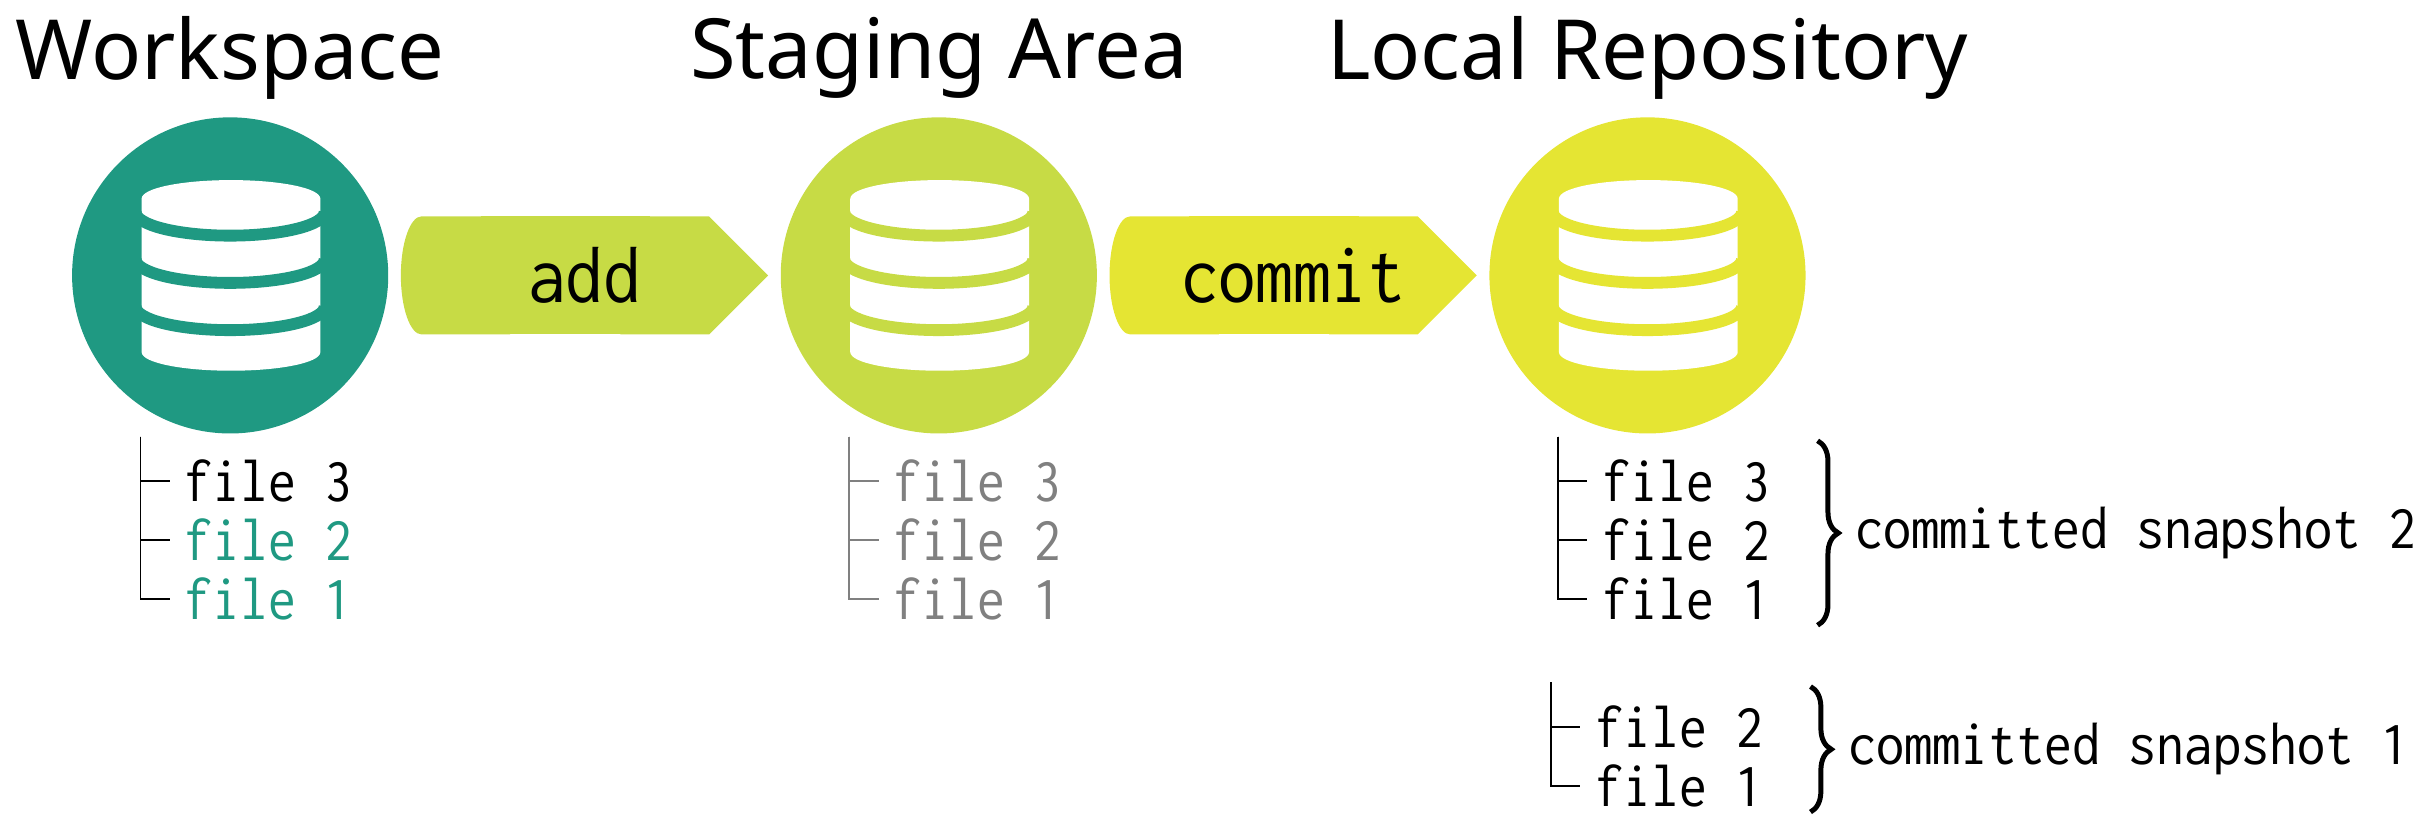 Workspace
Staging Area
Local Repository
add
commit
file 3
file 2
file 1
file 3
file 2
file 1
file 3
file 2
file 1
committed snapshot 2
file 2
file 1
committed snapshot 1